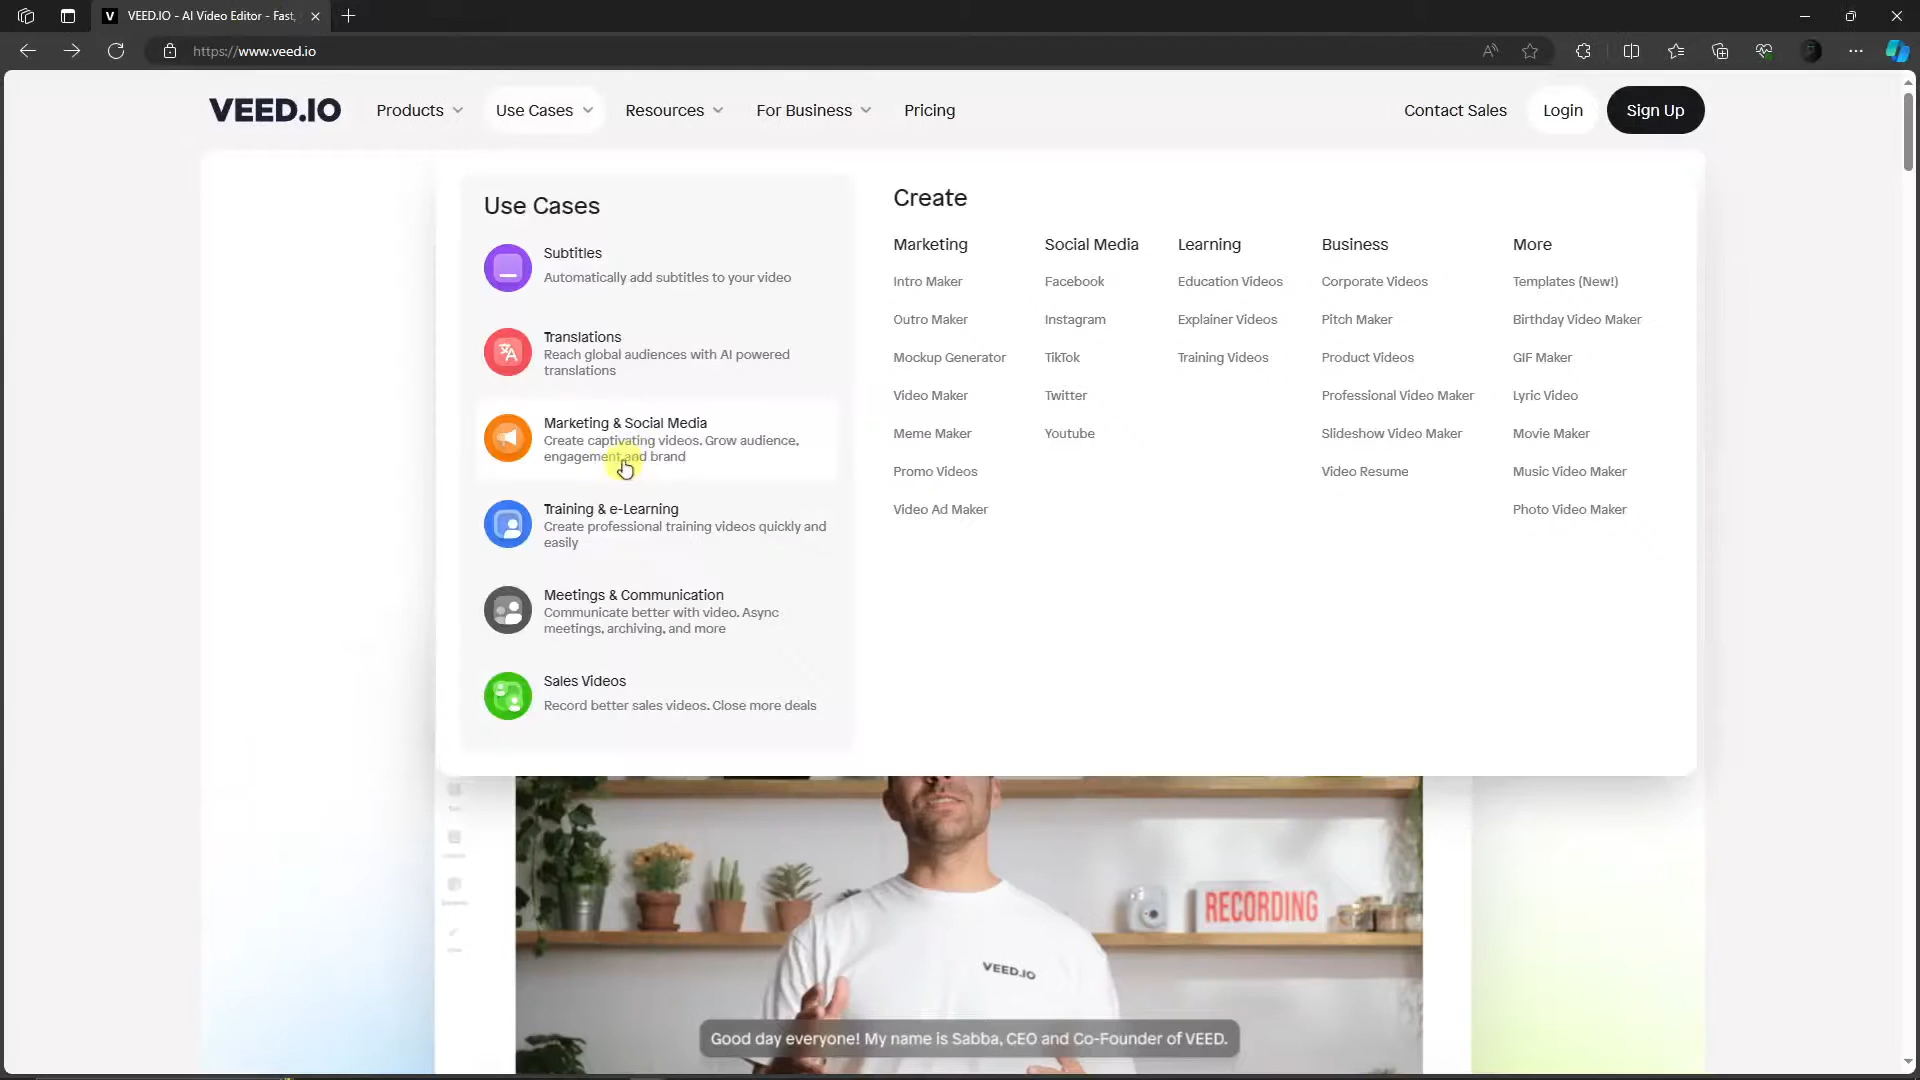 VEED.IO - AI Video Editor - Fast,
https://www.veed.io
VEED.IO
Products
Use Cases
Resources
For Business
Pricing
Contact Sales
Login
Sign Up
Use Cases
Subtitles
Automatically add subtitles to your video
Translations
Reach global audiences with AI powered
translations
Marketing & Social Media
Create captivating videos. Grow audience,
engagement and brand
Training & e-Learning
Create professional training videos quickly and
easily
Meetings & Communication
Communicate better with video. Async
meetings, archiving, and more
Sales Videos
Record better sales videos. Close more deals
Create
Marketing
Intro Maker
Outro Maker
Mockup Generator
Video Maker
Meme Maker
Promo Videos
Video Ad Maker
Social Media
Facebook
Instagram
TikTok
Twitter
Youtube
Learning
Education Videos
Explainer Videos
Training Videos
Business
Corporate Videos
Pitch Maker
Product Videos
Professional Video Maker
Slideshow Video Maker
Video Resume
More
Templates (New!)
Birthday Video Maker
GIF Maker
Lyric Video
Movie Maker
Music Video Maker
Photo Video Maker
RECORDING
VEED.IO
Good day everyone! My name is Sabba, CEO and Co-Founder of VEED.